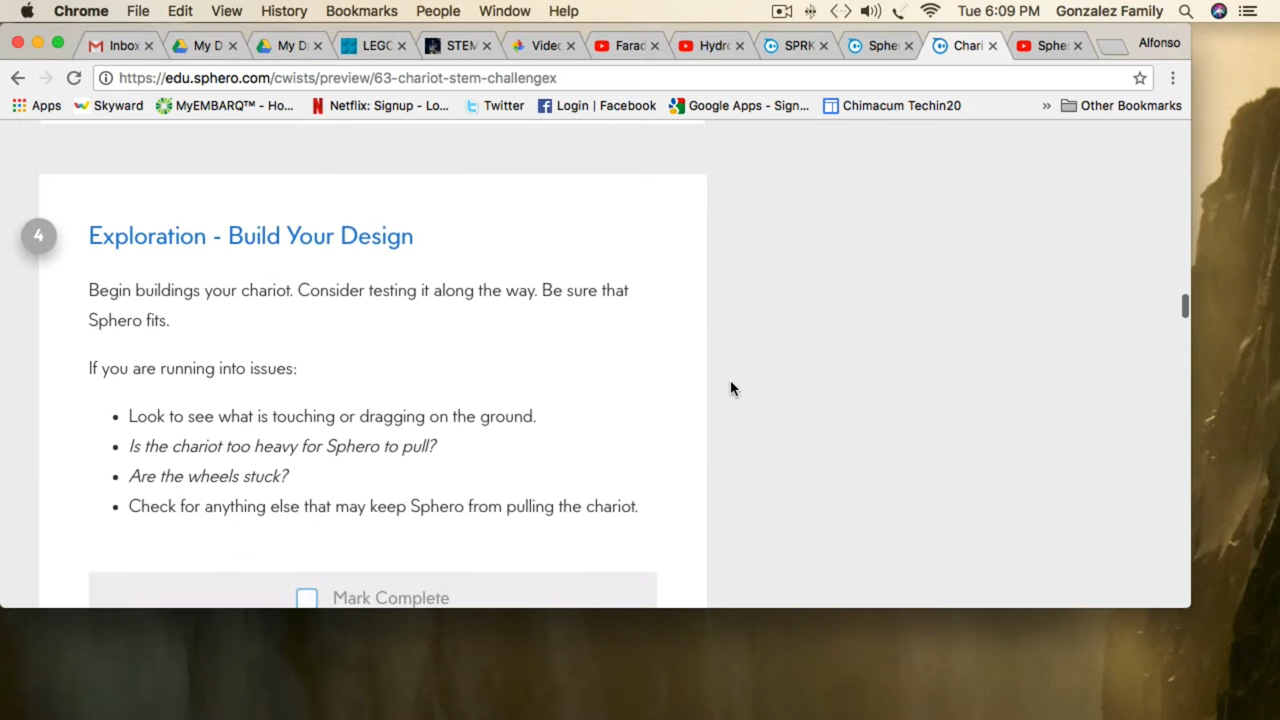 Chrome File Edit View History Bookmarks People Window Help Tue 6:09 PM Gonzalez Family
Inbox My D My D LEGO STEM Video Farad Hydro SPRK Sphe Chari Sphe Alfonso
https://edu.sphero.com/cwists/preview/63-chariot-stem-challengex
Apps Skyward MyEMBARQ™ - Ho... Netflix: Signup - Lo... Twitter Login | Facebook Google Apps - Sign... Chimacum Techin20 » Other Bookmarks
4 Exploration - Build Your Design
Begin buildings your chariot. Consider testing it along the way. Be sure that
Sphero fits.
If you are running into issues:
• Look to see what is touching or dragging on the ground.
• Is the chariot too heavy for Sphero to pull?
• Are the wheels stuck?
• Check for anything else that may keep Sphero from pulling the chariot.
Mark Complete